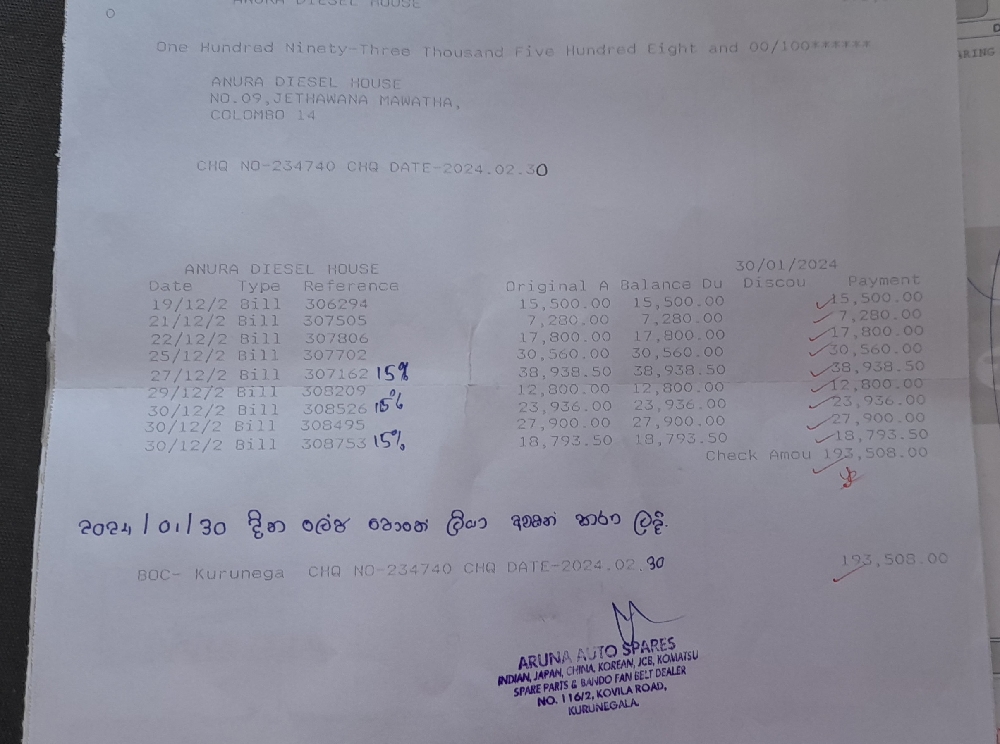 ANURA DIESEL HOUSE
One Hundred Ninety-Three Thousand Five Hundred Eight and 00/100******
ANURA DIESEL HOUSE
NO.09,JETHAWANA MAWATHA,
COLOMBO 14
CHQ NO-234740 CHQ DATE-2024.02.30
ANURA DIESEL HOUSE 30/01/2024
Date Type Reference Original A Balance Du Discou Payment
19/12/2 Bill 306294 15,500.00 15,500.00 15,500.00
21/12/2 Bill 307505 7,280.00 7,280.00 7,280.00
22/12/2 Bill 307806 17,800.00 17,800.00 17,800.00
25/12/2 Bill 307702 30,560.00 30,560.00 30,560.00
27/12/2 Bill 307162 15% 38,938.50 38,938.50 38,938.50
29/12/2 Bill 308209 12,800.00 12,800.00 12,800.00
30/12/2 Bill 308526 15% 23,936.00 23,936.00 23,936.00
30/12/2 Bill 308495 27,900.00 27,900.00 27,900.00
30/12/2 Bill 308753 15% 18,793.50 18,793.50 18,793.50
Check Amou 193,508.00
2024/01/30 දින ලියා භාර ලදි.
BOC- Kurunega CHQ NO-234740 CHQ DATE-2024.02.30 193,508.00
ARUNA AUTO SPARES
INDIAN, JAPAN, CHINA, KOREAN, JCB, KOMATSU
SPARE PARTS & BANDO FAN BELT DEALER
NO. 116/2, KOVILA ROAD,
KURUNEGALA.